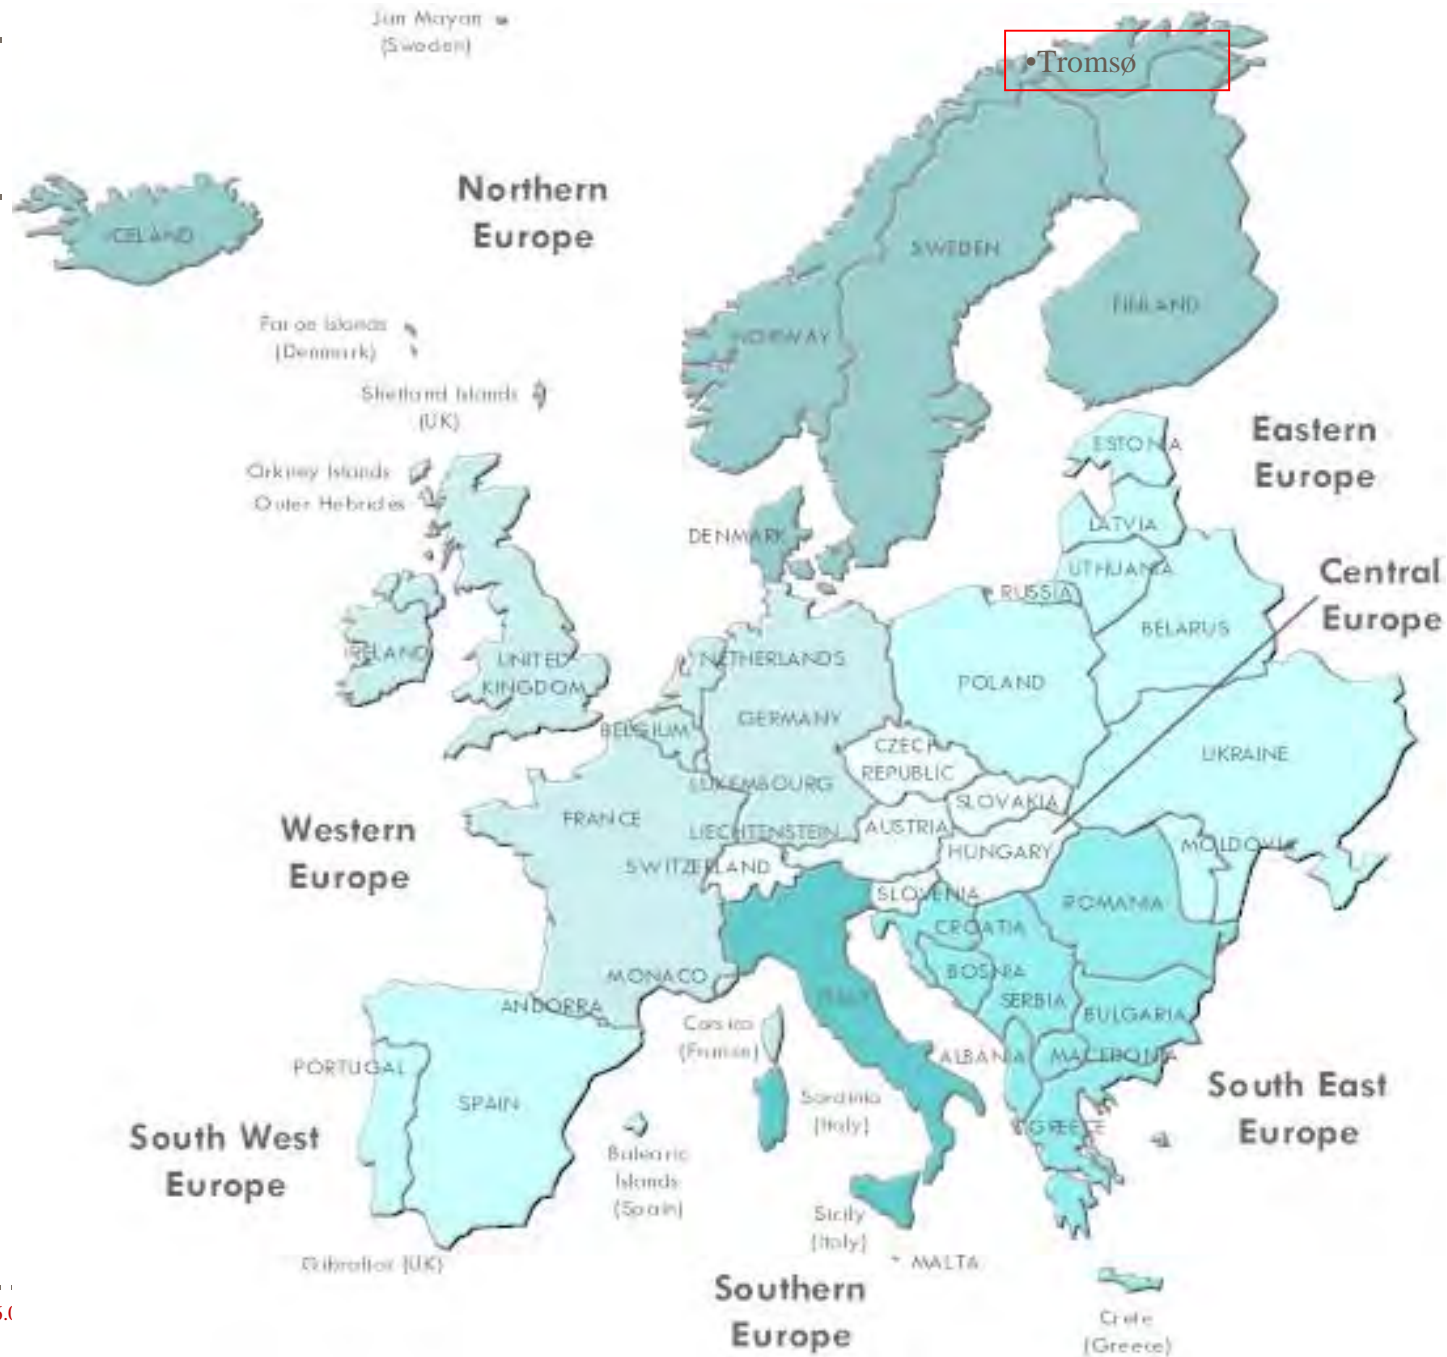 Jan Mayan
(Sweden)
•Tromsø
Northern
Europe
ICELAND
SWEDEN
FINLAND
Faroe Islands
(Denmark)
NORWAY
Shetland Islands
(UK)
Eastern
Europe
ESTONIA
Orkney Islands
Outer Hebrides
LATVIA
DENMARK
Central
Europe
LITHUANIA
RUSSIA
BELARUS
IRELAND
UNITED
KINGDOM
NETHERLANDS
POLAND
GERMANY
BELGIUM
CZECH
REPUBLIC
UKRAINE
LUXEMBOURG
SLOVAKIA
Western
Europe
FRANCE
LIECHTENSTEIN
AUSTRIA
HUNGARY
MOLDOVIA
SWITZERLAND
SLOVENIA
ROMANIA
CROATIA
BOSNIA
MONACO
ITALY
SERBIA
ANDORRA
BULGARIA
Corsica
(France)
ALBANIA
MACEDONIA
PORTUGAL
SPAIN
South East
Europe
Sardinia
(Italy)
GREECE
South West
Europe
Balearic
Islands
(Spain)
Sicily
(Italy)
Gibraltar (UK)
MALTA
Southern
Europe
Crete
(Greece)